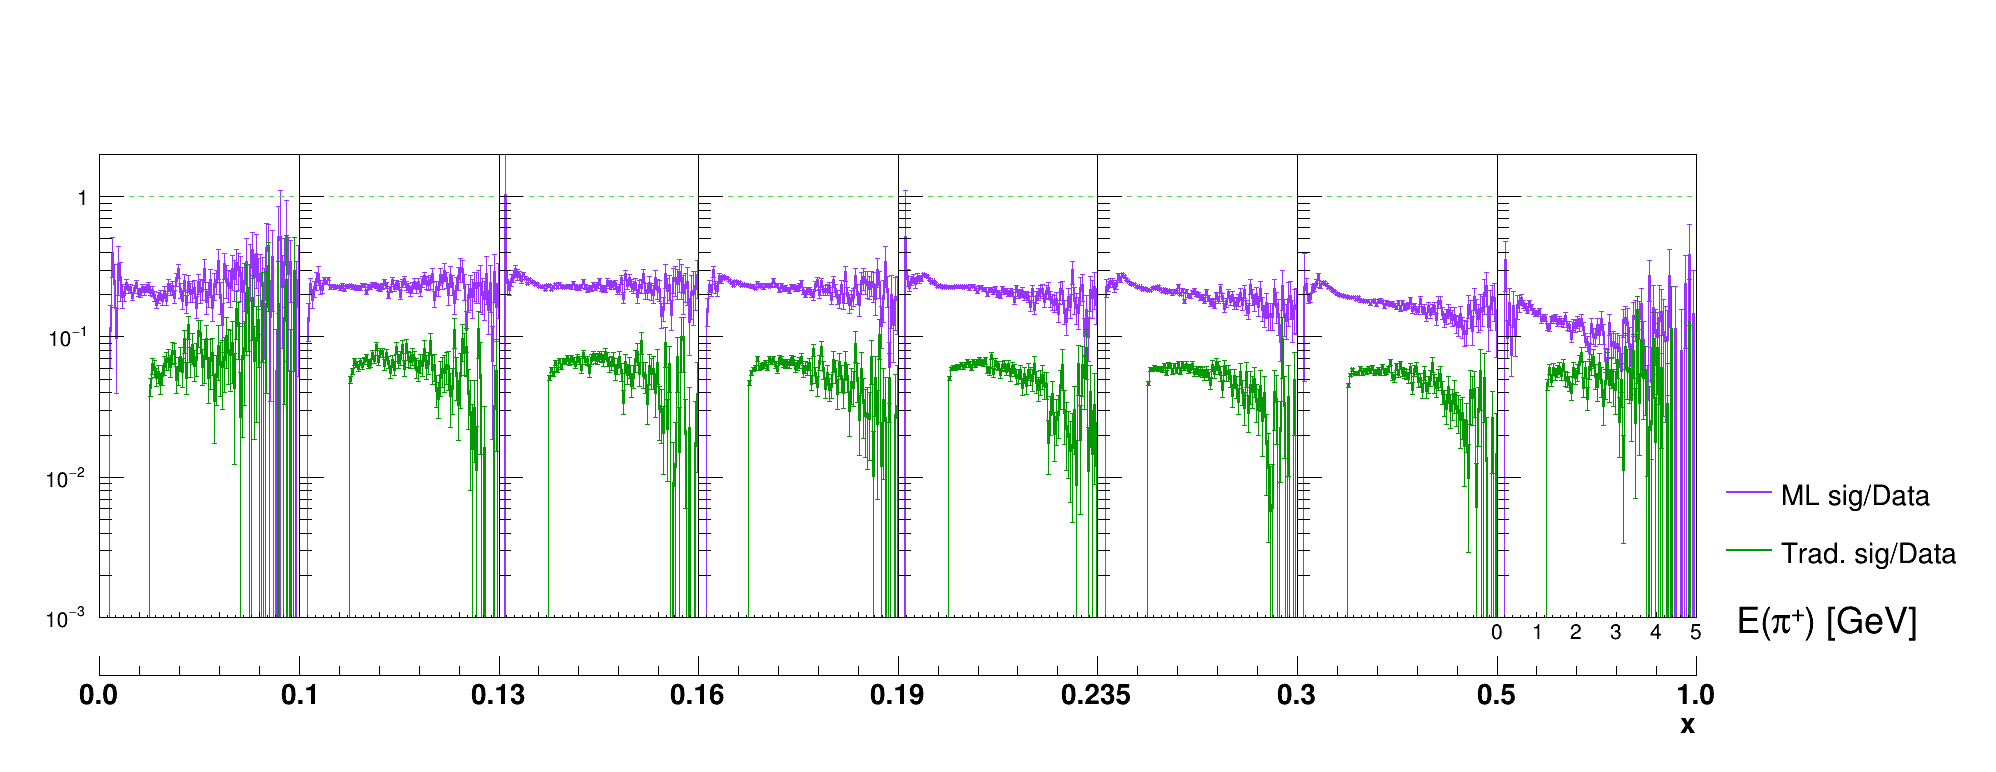 1
10⁻¹
10⁻²
10⁻³
ML sig/Data
Trad. sig/Data
E(π⁺) [GeV]
0 1 2 3 4 5
0.0 0.1 0.13 0.16 0.19 0.235 0.3 0.5 1.0
x